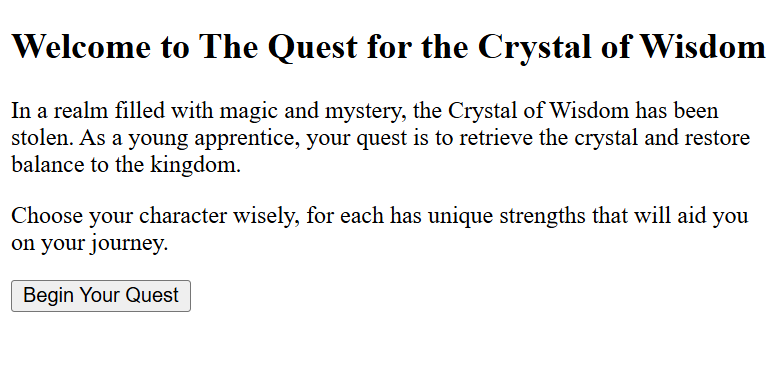 Welcome to The Quest for the Crystal of Wisdom
In a realm filled with magic and mystery, the Crystal of Wisdom has been
stolen. As a young apprentice, your quest is to retrieve the crystal and restore
balance to the kingdom.
Choose your character wisely, for each has unique strengths that will aid you
on your journey.
Begin Your Quest